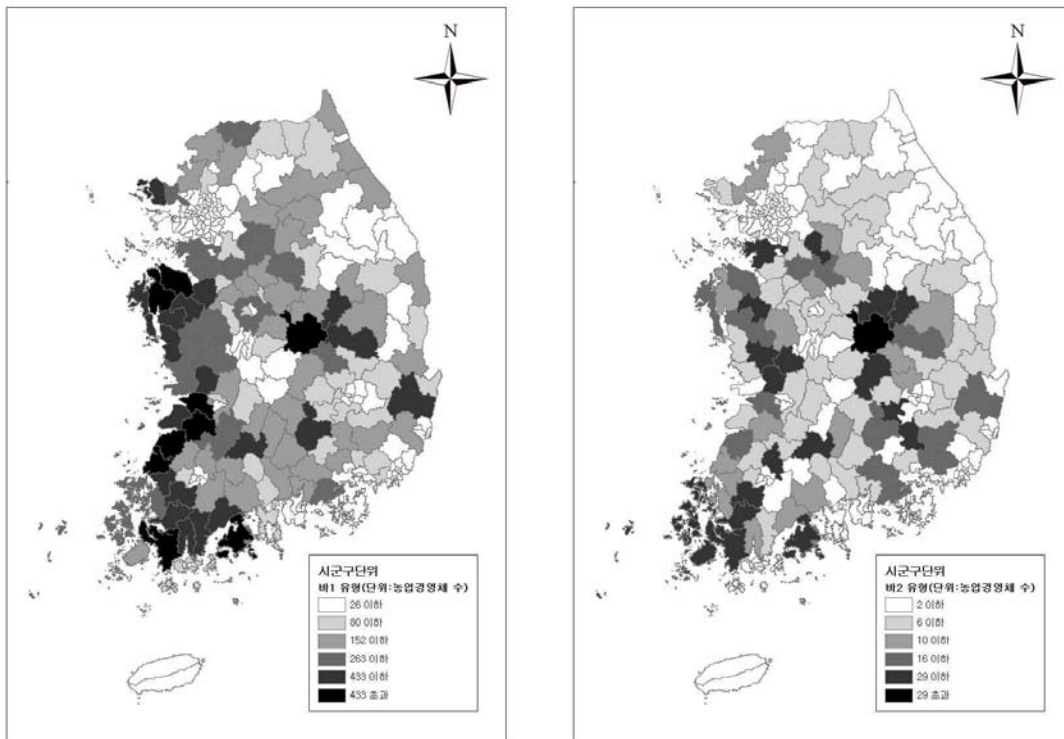 N
시군구단위
바1 유형(단위:농업경영체 수)
26 이하
80 이하
152 이하
263 이하
433 이하
433 초과
N
시군구단위
바2 유형(단위:농업경영체 수)
2 이하
6 이하
10 이하
16 이하
29 이하
29 초과